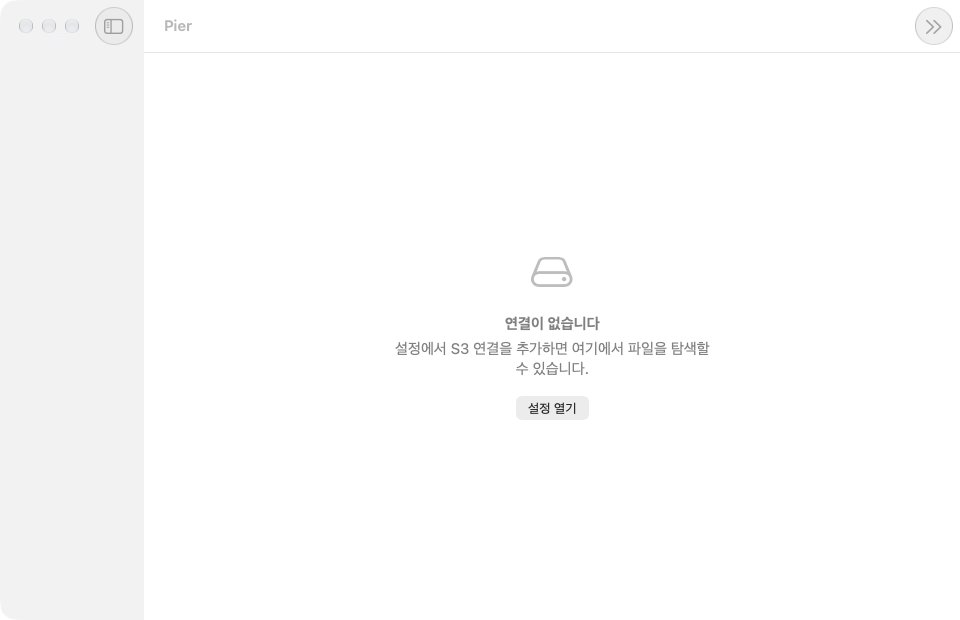 Pier
연결이 없습니다
설정에서 S3 연결을 추가하면 여기에서 파일을 탐색할
수 있습니다.
설정 열기